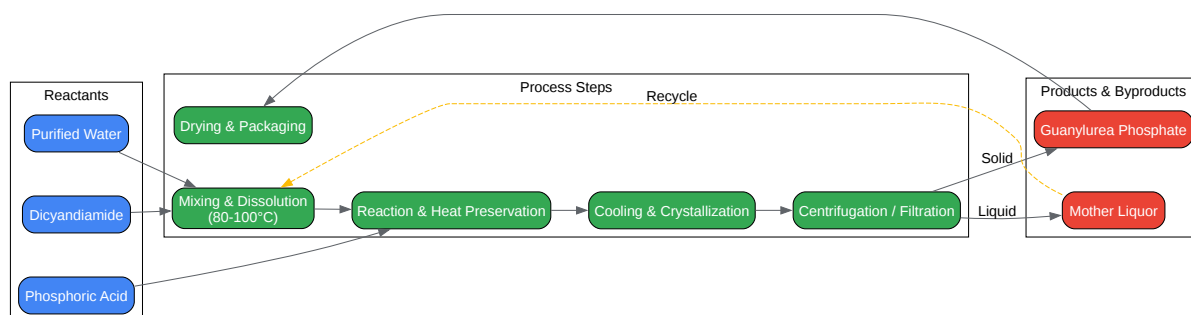 Reactants
Purified Water
Dicyandiamide
Phosphoric Acid
Process Steps
Recycle
Drying & Packaging
Mixing & Dissolution
(80-100°C)
Reaction & Heat Preservation
Cooling & Crystallization
Centrifugation / Filtration
Solid
Liquid
Products & Byproducts
Guanylurea Phosphate
Mother Liquor